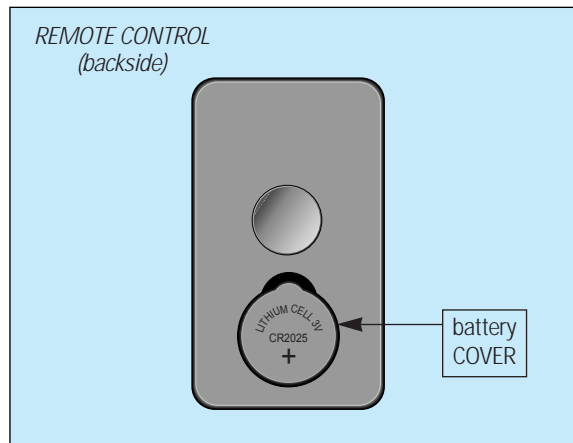 REMOTE CONTROL
(backside)
LITHIUM CELL 3V
CR2025
+
battery
COVER